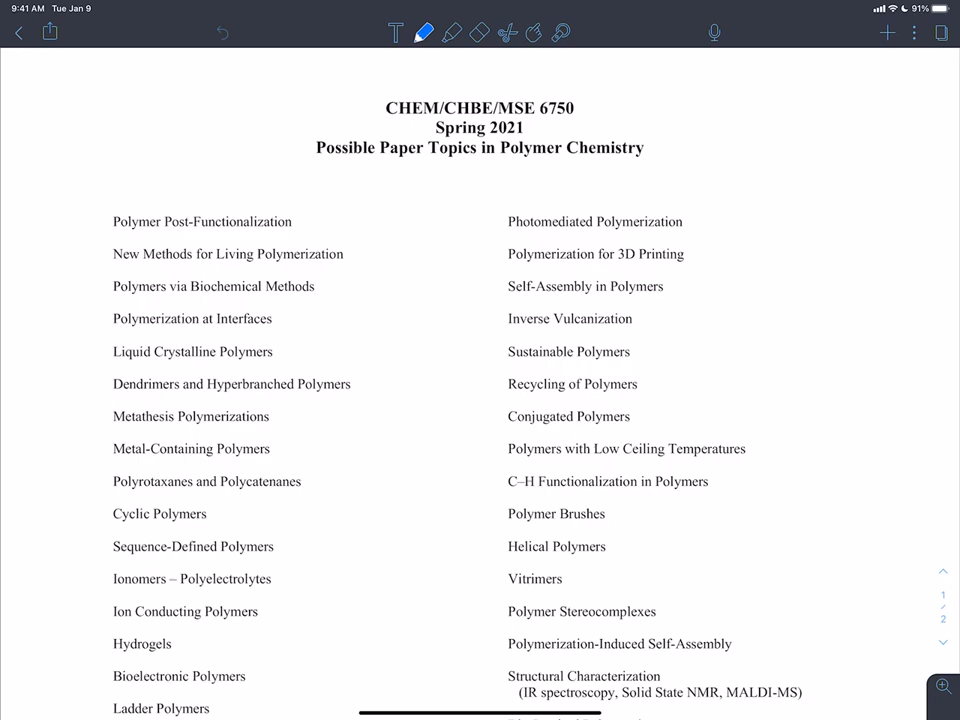 9:41 AM Tue Jan 9
91%
CHEM/CHBE/MSE 6750
Spring 2021
Possible Paper Topics in Polymer Chemistry
Polymer Post-Functionalization
New Methods for Living Polymerization
Polymers via Biochemical Methods
Polymerization at Interfaces
Liquid Crystalline Polymers
Dendrimers and Hyperbranched Polymers
Metathesis Polymerizations
Metal-Containing Polymers
Polyrotaxanes and Polycatenanes
Cyclic Polymers
Sequence-Defined Polymers
Ionomers – Polyelectrolytes
Ion Conducting Polymers
Hydrogels
Bioelectronic Polymers
Ladder Polymers
Photomediated Polymerization
Polymerization for 3D Printing
Self-Assembly in Polymers
Inverse Vulcanization
Sustainable Polymers
Recycling of Polymers
Conjugated Polymers
Polymers with Low Ceiling Temperatures
C–H Functionalization in Polymers
Polymer Brushes
Helical Polymers
Vitrimers
Polymer Stereocomplexes
Polymerization-Induced Self-Assembly
Structural Characterization
(IR spectroscopy, Solid State NMR, MALDI-MS)
1
/
2